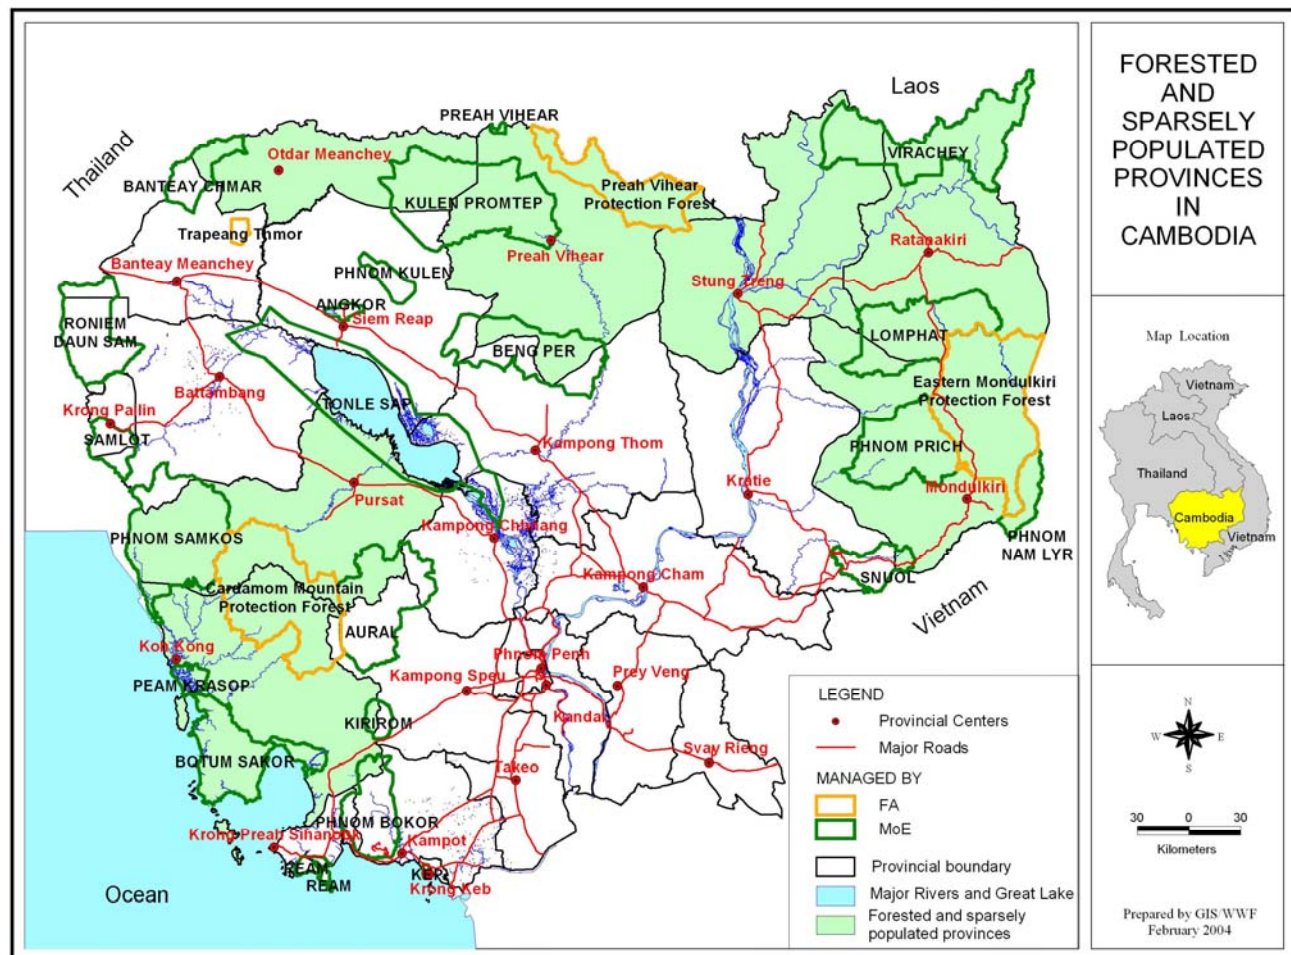 Laos
Thailand
PREAH VIHEAR
Otdar Meanchey
BANTEAY CHMAR
VIRACHEY
KULEN PROMTEP
Preah Vihear
Protection Forest
Trapeang Thmor
Preah Vihear
Ratanakiri
Banteay Meanchey
PHNOM KULEN
Stung Treng
ANGKOR
Siem Reap
RONIEM
DAUN SAM
LOMPHAT
BENG PER
Battambang
Eastern Mondulkiri
Protection Forest
TONLE SAP
Krong Pailin
SAMLOT
Kampong Thom
PHNOM PRICH
Kratie
Mondulkiri
Pursat
Kampong Chhnang
PHNOM SAMKOS
PHNOM
NAM LYR
SNUOL
Kampong Cham
Cardamom Mountain
Protection Forest
Vietnam
AURAL
Koh Kong
Phnom Penh
PEAM KRASOP
Kampong Speu
Prey Veng
KIRIROM
Kandal
Svay Rieng
BOTUM SAKOR
Takeo
PHNOM BOKOR
Krong Preah Sihanouk
Kampot
REAM
REAM
KEP
Krong Keb
Ocean
LEGEND
Provincial Centers
Major Roads
MANAGED BY
FA
MoE
Provincial boundary
Major Rivers and Great Lake
Forested and sparsely
populated provinces
FORESTED
AND
SPARSELY
POPULATED
PROVINCES
IN
CAMBODIA
Map Location
Vietnam
Laos
Thailand
Cambodia
Vietnam
N
W E
S
30 0 30
Kilometers
Prepared by GIS/WWF
February 2004